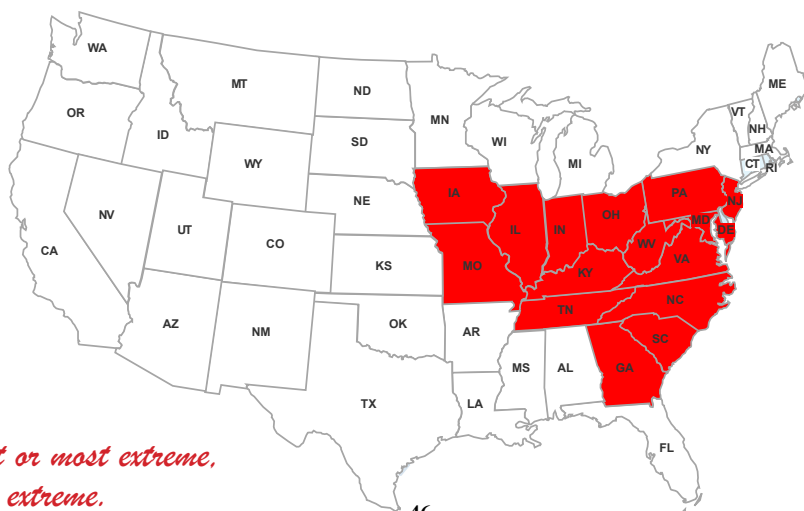 WA
MT
ND
MN
ME
OR
ID
SD
WI
MI
VT
NH
NY
MA
CT
RI
WY
IA
NE
PA
NJ
NV
UT
CO
IL
IN
OH
MD
DE
CA
KS
MO
WV
VA
KY
AZ
NM
OK
AR
TN
NC
SC
MS
AL
GA
TX
LA
FL
or most extreme,
extreme.